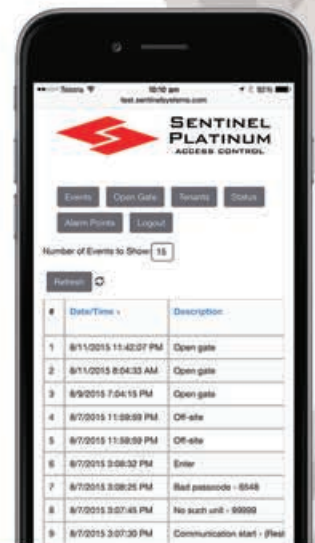 10:10 am
92%
test.sentinelsystems.com
SENTINEL
PLATINUM
ACCESS CONTROL
Events Open Gate Tenants Status
Alarm Points Logout
Number of Events to Show: 15
Refresh
# Date/Time Description
1 8/11/2015 11:42:07 PM Open gate
2 8/11/2015 8:04:33 AM Open gate
3 8/9/2015 7:04:15 PM Open gate
4 8/7/2015 11:59:59 PM Off-site
5 8/7/2015 11:59:59 PM Off-site
6 8/7/2015 3:08:32 PM Enter
7 8/7/2015 3:08:25 PM Bad passcode - 6548
8 8/7/2015 3:07:45 PM No such unit - 99999
9 8/7/2015 3:07:30 PM Communication start - (Rest